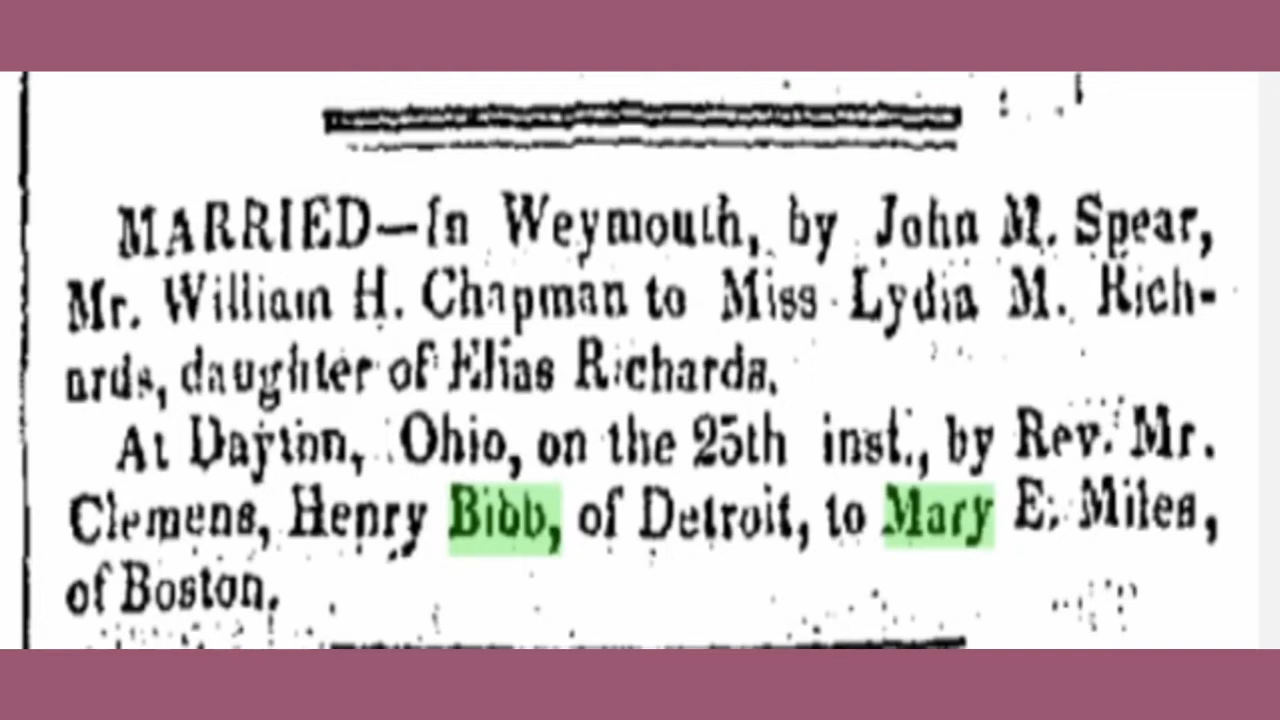 MARRIED—In Weymouth, by John M. Spear,
Mr. William H. Chapman to Miss Lydia M. Rich-
ards, daughter of Elias Richards.
At Dayton, Ohio, on the 25th inst., by Rev. Mr.
Clemens, Henry Bibb, of Detroit, to Mary E. Miles,
of Boston.